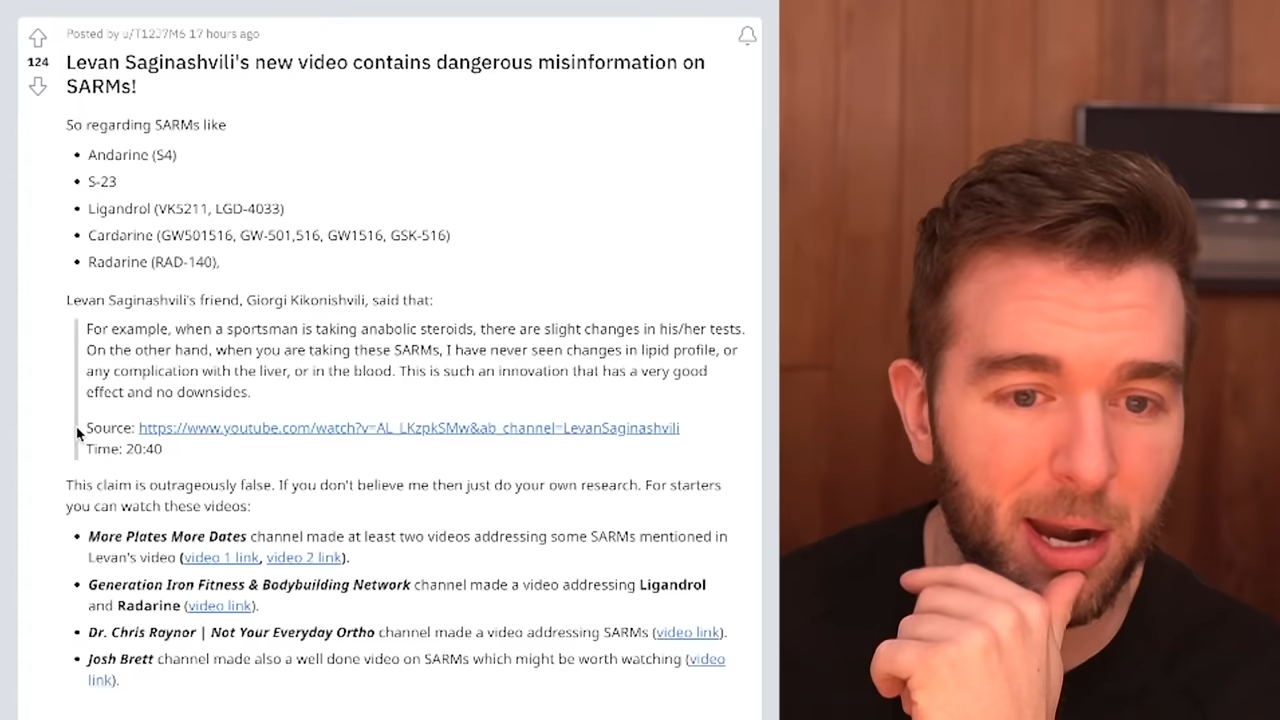 Posted by u/T12J7M6 17 hours ago
124
Levan Saginashvili's new video contains dangerous misinformation on
SARMs!
So regarding SARMs like
• Andarine (S4)
• S-23
• Ligandrol (VK5211, LGD-4033)
• Cardarine (GW501516, GW-501,516, GW1516, GSK-516)
• Radarine (RAD-140),
Levan Saginashvili's friend, Giorgi Kikonishvili, said that:
For example, when a sportsman is taking anabolic steroids, there are slight changes in his/her tests.
On the other hand, when you are taking these SARMs, I have never seen changes in lipid profile, or
any complication with the liver, or in the blood. This is such an innovation that has a very good
effect and no downsides.
Source: https://www.youtube.com/watch?v=AL_LKzpkSMw&ab_channel=LevanSaginashvili
Time: 20:40
This claim is outrageously false. If you don't believe me then just do your own research. For starters
you can watch these videos:
• More Plates More Dates channel made at least two videos addressing some SARMs mentioned in
Levan's video (video 1 link, video 2 link).
• Generation Iron Fitness & Bodybuilding Network channel made a video addressing Ligandrol
and Radarine (video link).
• Dr. Chris Raynor | Not Your Everyday Ortho channel made a video addressing SARMs (video link).
• Josh Brett channel made also a well done video on SARMs which might be worth watching (video
link).